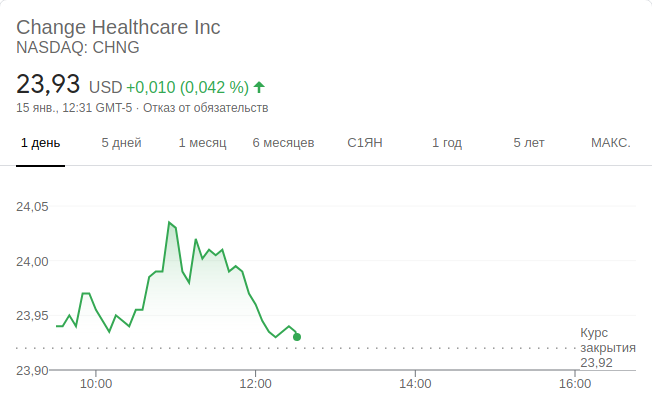 Change Healthcare Inc
NASDAQ: CHNG
23,93 USD +0,010 (0,042 %)
15 янв., 12:31 GMT-5 · Отказ от обязательств
1 день 5 дней 1 месяц 6 месяцев С1ЯН 1 год 5 лет МАКС.
24,05
24,00
23,95
23,90
Курс
закрытия
23,92
10:00 12:00 14:00 16:00